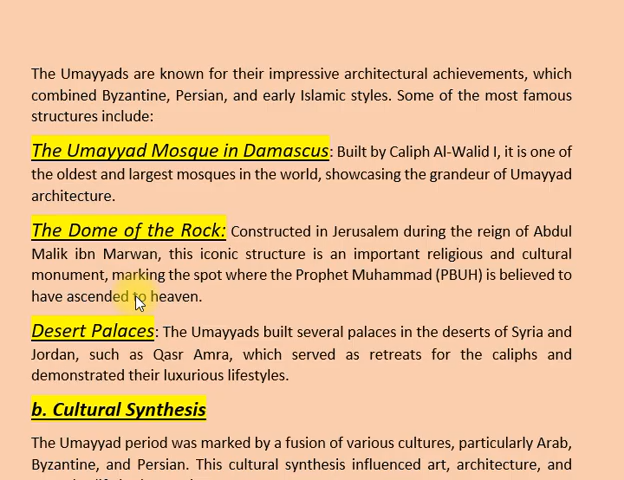 The Umayyads are known for their impressive architectural achievements, which
combined Byzantine, Persian, and early Islamic styles. Some of the most famous
structures include:
The Umayyad Mosque in Damascus: Built by Caliph Al-Walid I, it is one of
the oldest and largest mosques in the world, showcasing the grandeur of Umayyad
architecture.
The Dome of the Rock: Constructed in Jerusalem during the reign of Abdul
Malik ibn Marwan, this iconic structure is an important religious and cultural
monument, marking the spot where the Prophet Muhammad (PBUH) is believed to
have ascended to heaven.
Desert Palaces: The Umayyads built several palaces in the deserts of Syria and
Jordan, such as Qasr Amra, which served as retreats for the caliphs and
demonstrated their luxurious lifestyles.
b. Cultural Synthesis
The Umayyad period was marked by a fusion of various cultures, particularly Arab,
Byzantine, and Persian. This cultural synthesis influenced art, architecture, and